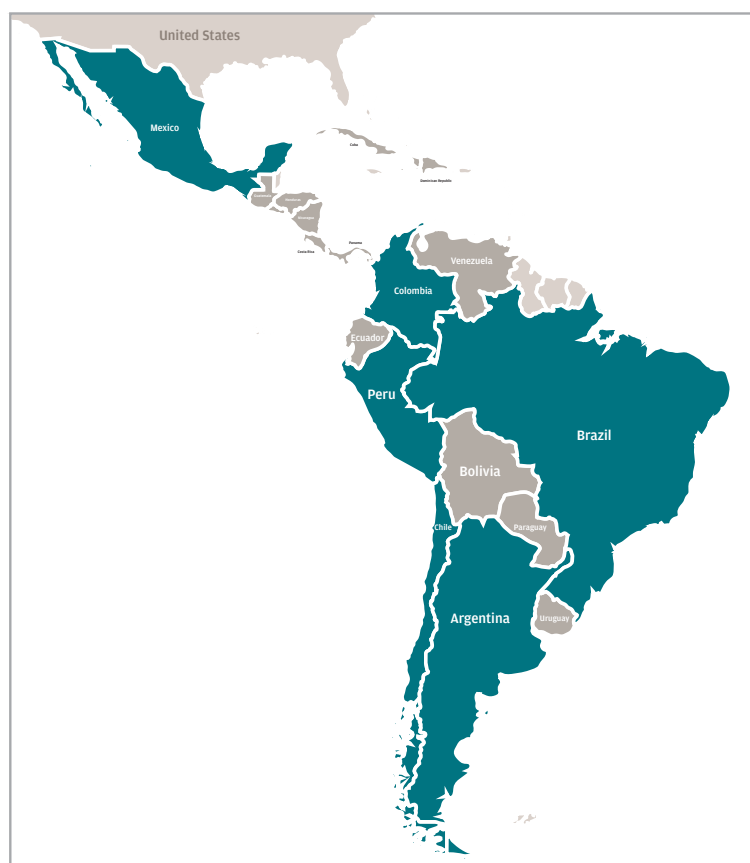 United States
Mexico
Cuba
Dominican Republic
Honduras
Nicaragua
Panama
Costa Rica
Venezuela
Colombia
Ecuador
Peru
Brazil
Bolivia
Chile
Paraguay
Argentina
Uruguay